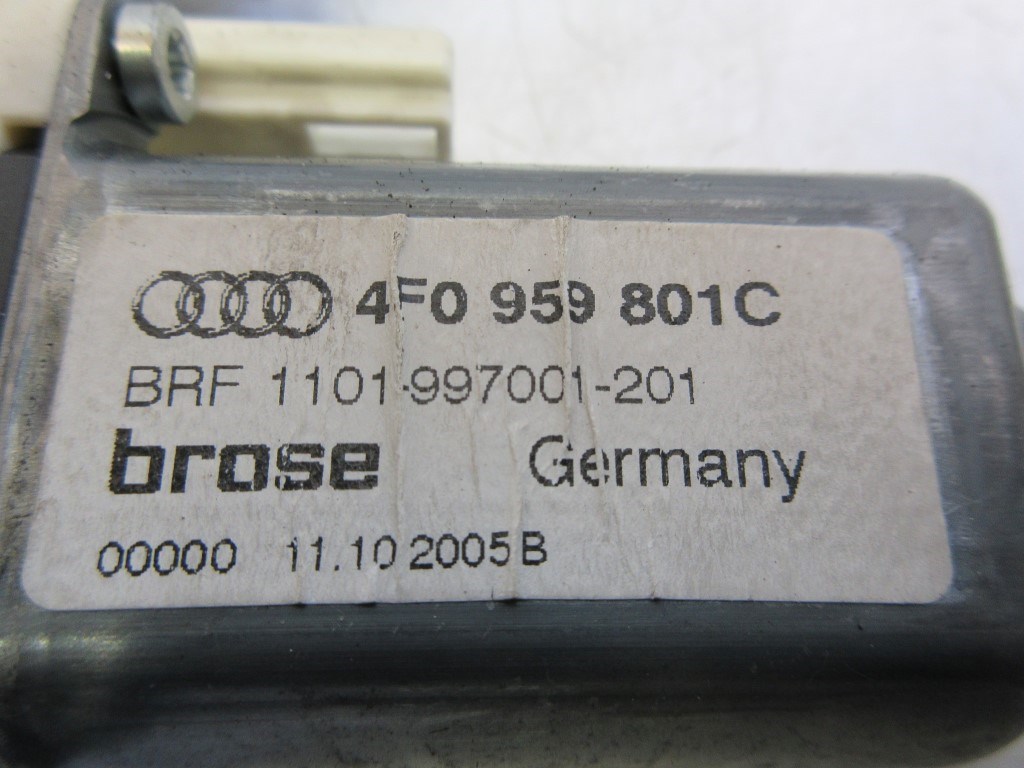 4F0 959 801C
BRF 1101-997001-201
brose Germany
00000 11.10 2005 B